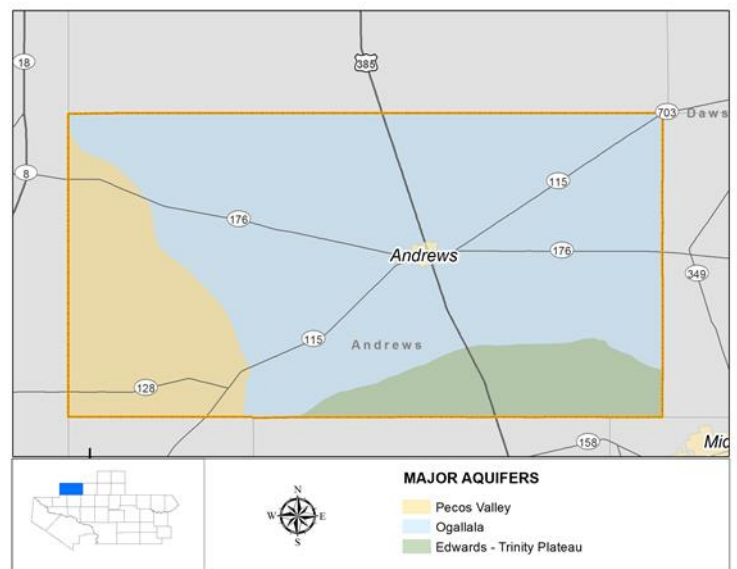 18
385
703
Daws
8
115
176
Andrews
176
349
115
Andrews
128
158
Mid
N
W
E
S
MAJOR AQUIFERS
Pecos Valley
Ogallala
Edwards - Trinity Plateau